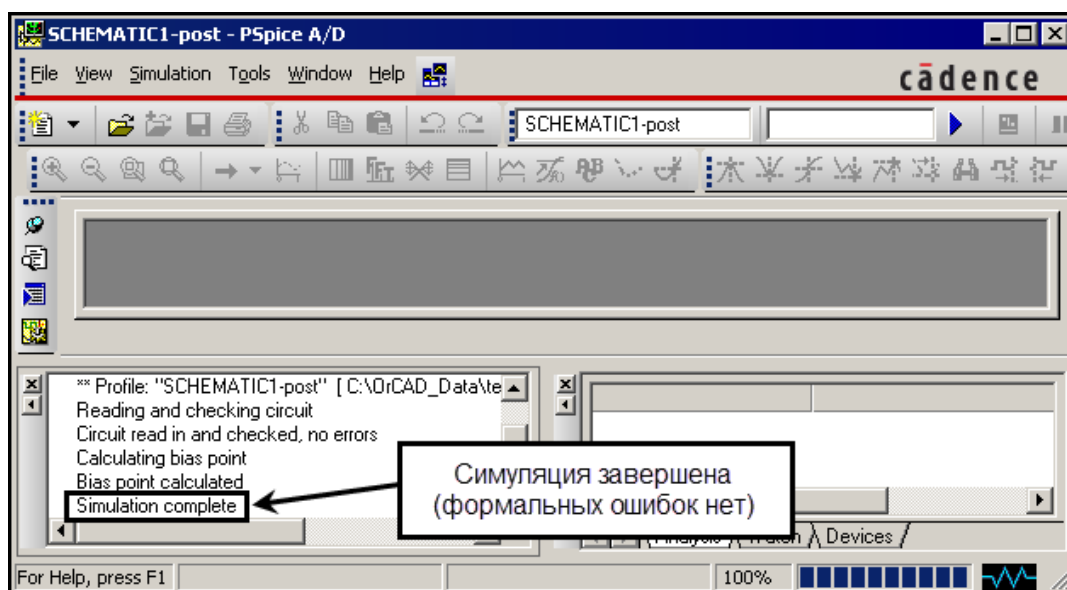 SCHEMATIC1-post - PSpice A/D
File View Simulation Tools Window Help
cādence
SCHEMATIC1-post
** Profile: "SCHEMATIC1-post" [ C:\OrCAD_Data\te
Reading and checking circuit
Circuit read in and checked, no errors
Calculating bias point
Bias point calculated
Simulation complete
Симуляция завершена
(формальных ошибок нет)
Devices
For Help, press F1
100%